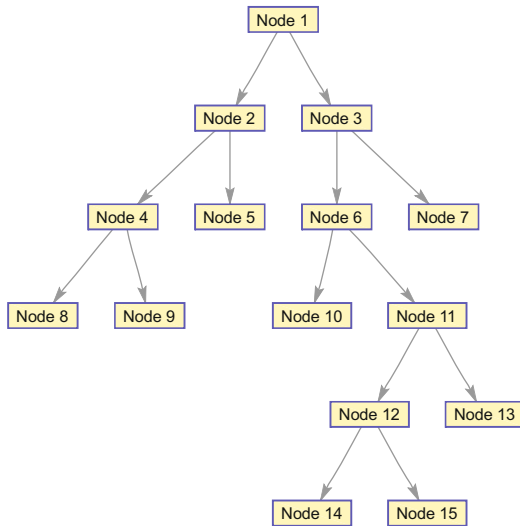 Node 1
Node 2
Node 3
Node 4
Node 5
Node 6
Node 7
Node 8
Node 9
Node 10
Node 11
Node 12
Node 13
Node 14
Node 15